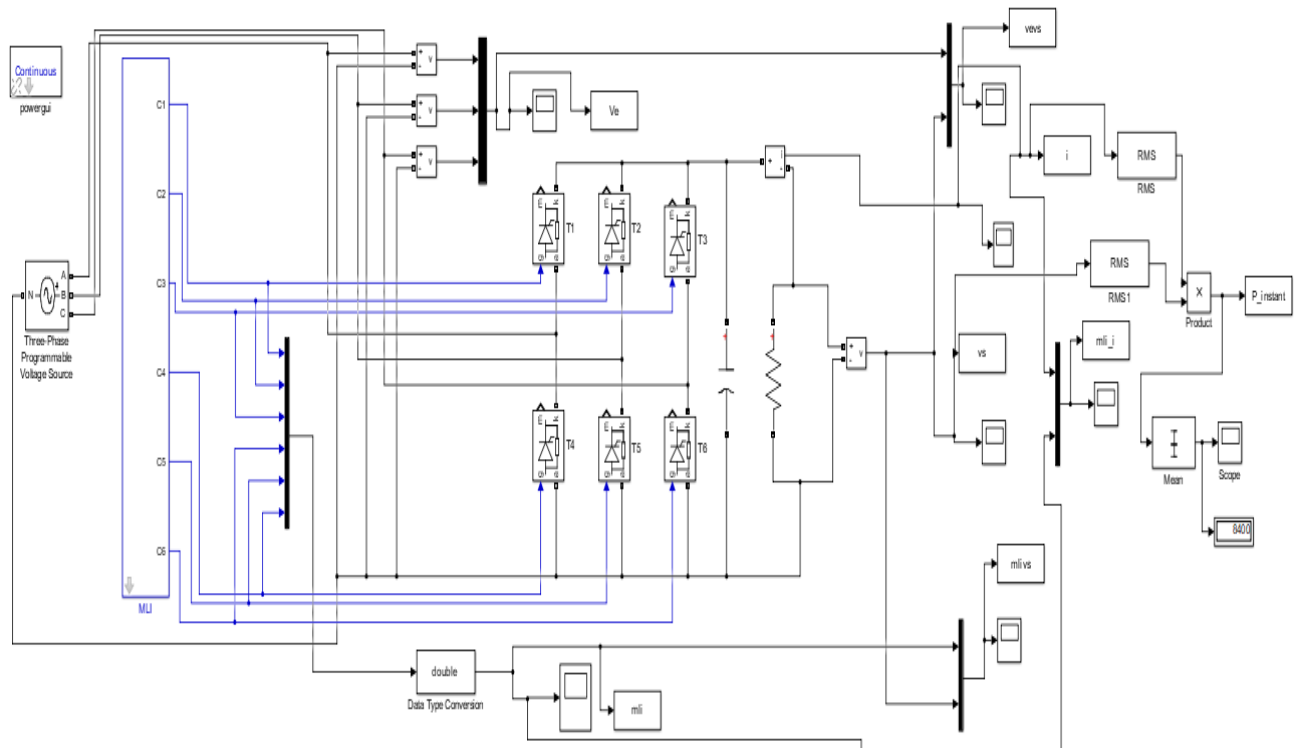 Continuous
powergui
C1
C2
C3
C4
C5
C6
MLI
N
A
B
C
Three-Phase
Programmable
Voltage Source
+
-
v
+
-
v
+
-
v
Ve
vevs
i
RMS
RMS
RMS
RMS1
×
Product
P_instant
T1
T2
T3
T4
T5
T6
m
k
g
a
m
k
g
a
m
k
g
a
m
k
g
a
m
k
g
a
m
k
g
a
+
i
-
+
+
+
-
v
vs
mli_i
Mean
Scope
8400
mli vs
double
Data Type Conversion
mli